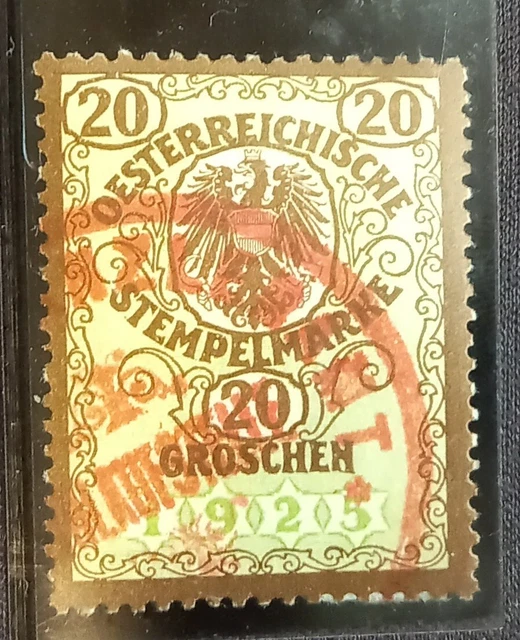 20 20
OESTERREICHISCHE
STEMPELMARKE
20
GROSCHEN
1925